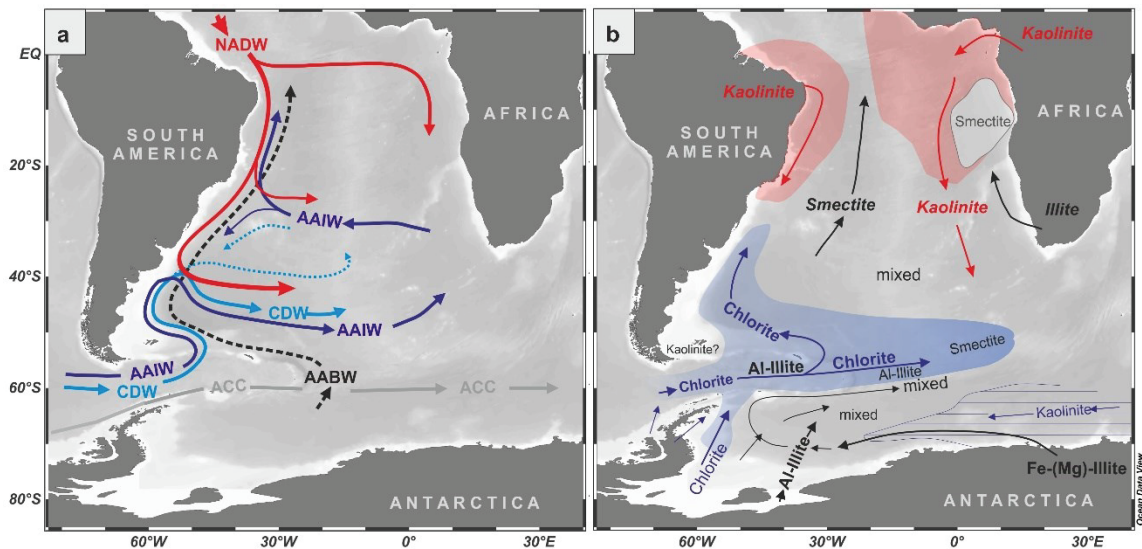 a
NADW
EQ
SOUTH
AMERICA
AFRICA
20°S
AAIW
AAIW
40°S
CDW
AAIW
AAIW
CDW
60°S
ACC
AABW
ACC
80°S
ANTARCTICA
60°W
30°W
0°
30°E
b
Kaolinite
Kaolinite
SOUTH
AMERICA
AFRICA
Smectite
Smectite
Kaolinite
Illite
mixed
Chlorite
Smectite
Kaolinite?
Al-Illite
Chlorite
Al-Illite
Chlorite
mixed
mixed
Kaolinite
Chlorite
Al-Illite
Fe-(Mg)-Illite
ANTARCTICA
60°W
30°W
0°
30°E
Ocean Data View